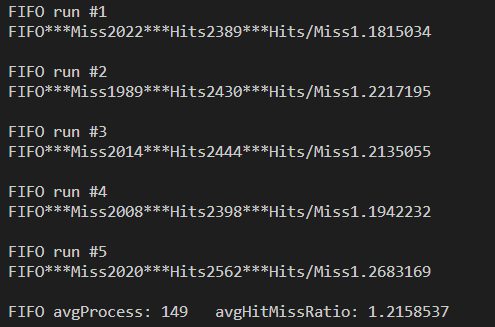 FIFO run #1
FIFO***Miss2022***Hits2389***Hits/Miss1.1815034
FIFO run #2
FIFO***Miss1989***Hits2430***Hits/Miss1.2217195
FIFO run #3
FIFO***Miss2014***Hits2444***Hits/Miss1.2135055
FIFO run #4
FIFO***Miss2008***Hits2398***Hits/Miss1.1942232
FIFO run #5
FIFO***Miss2020***Hits2562***Hits/Miss1.2683169
FIFO avgProcess: 149   avgHitMissRatio: 1.2158537